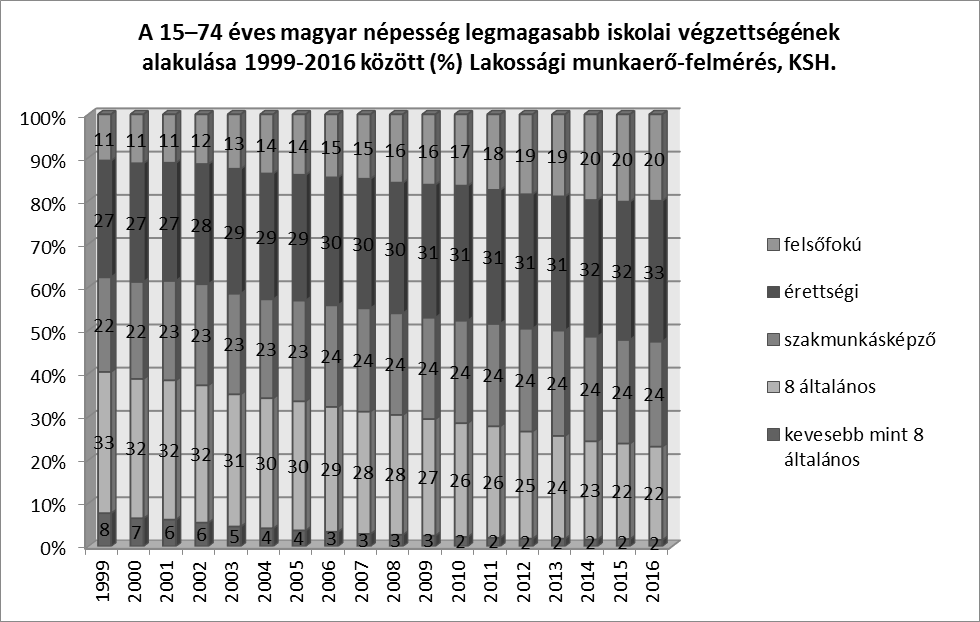 A 15–74 éves magyar népesség legmagasabb iskolai végzettségének
alakulása 1999-2016 között (%) Lakossági munkaerő-felmérés, KSH.
100%
90%
80%
70%
60%
50%
40%
30%
20%
10%
0%
11 11 11 12 13 14 14 15 15 16 16 17 18 19 19 20 20 20
27 27 27 28 29 29 29 30 30 30 31 31 31 31 31 32 32 33
22 22 23 23 23 23 23 24 24 24 24 24 24 24 24 24 24 24
33 32 32 32 31 30 30 29 28 28 27 26 26 25 24 23 22 22
8 7 6 6 5 4 4 3 3 3 3 2 2 2 2 2 2 2
1999 2000 2001 2002 2003 2004 2005 2006 2007 2008 2009 2010 2011 2012 2013 2014 2015 2016
felsőfokú
érettségi
szakmunkásképző
8 általános
kevesebb mint 8
általános